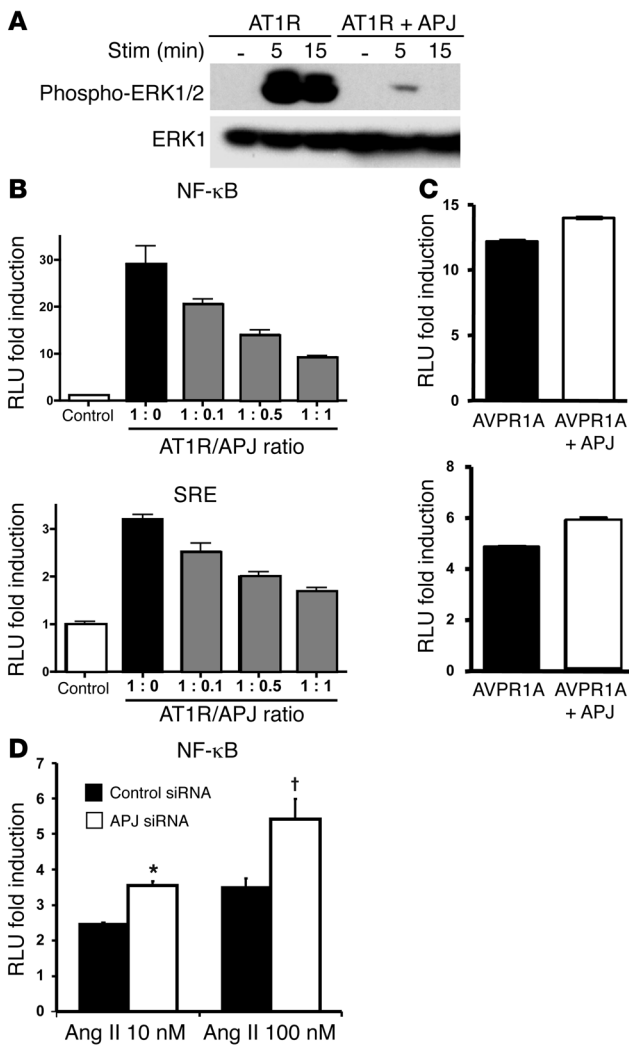 A
AT1R AT1R + APJ
Stim (min) - 5 15 - 5 15
Phospho-ERK1/2
ERK1
B
NF-κB
RLU fold induction
30
20
10
0
Control 1 : 0 1 : 0.1 1 : 0.5 1 : 1
AT1R/APJ ratio
SRE
RLU fold induction
3
2
1
0
Control 1 : 0 1 : 0.1 1 : 0.5 1 : 1
AT1R/APJ ratio
C
RLU fold induction
15
12
9
6
3
0
AVPR1A AVPR1A
+ APJ
RLU fold induction
8
6
4
2
0
AVPR1A AVPR1A
+ APJ
D
NF-κB
RLU fold induction
7
6
5
4
3
2
1
0
Control siRNA
APJ siRNA
*
†
Ang II 10 nM Ang II 100 nM